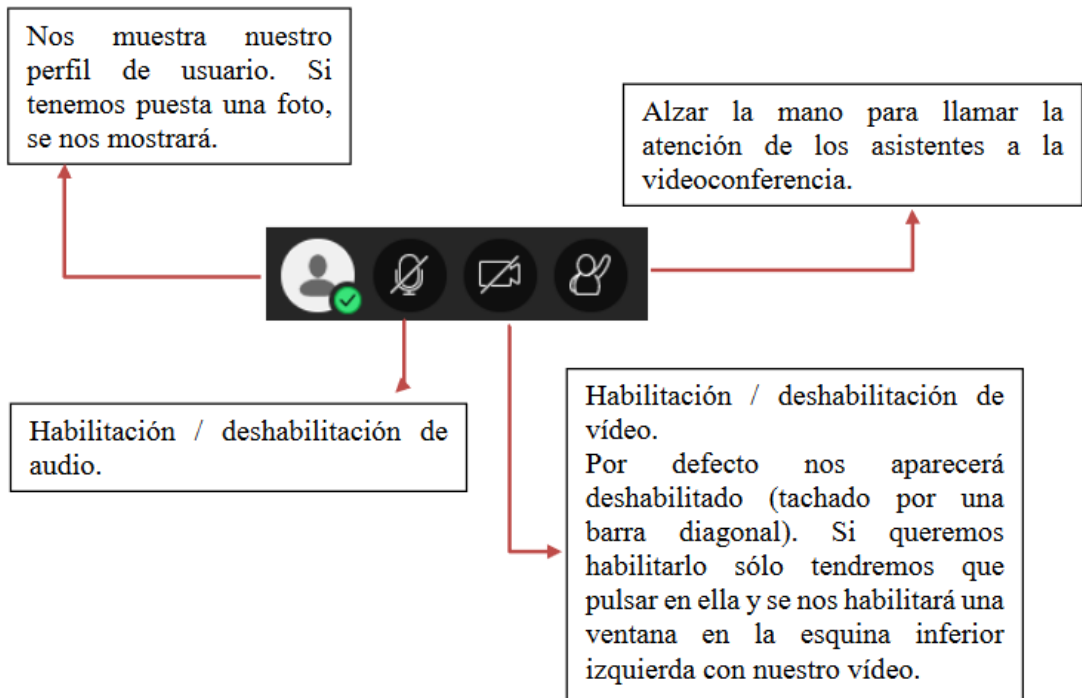 Nos muestra nuestro
perfil de usuario. Si
tenemos puesta una foto,
se nos mostrará.
Alzar la mano para llamar la
atención de los asistentes a la
videoconferencia.
Habilitación / deshabilitación de
audio.
Habilitación / deshabilitación de
vídeo.
Por defecto nos aparecerá
deshabilitado (tachado por una
barra diagonal). Si queremos
habilitarlo sólo tendremos que
pulsar en ella y se nos habilitará una
ventana en la esquina inferior
izquierda con nuestro vídeo.